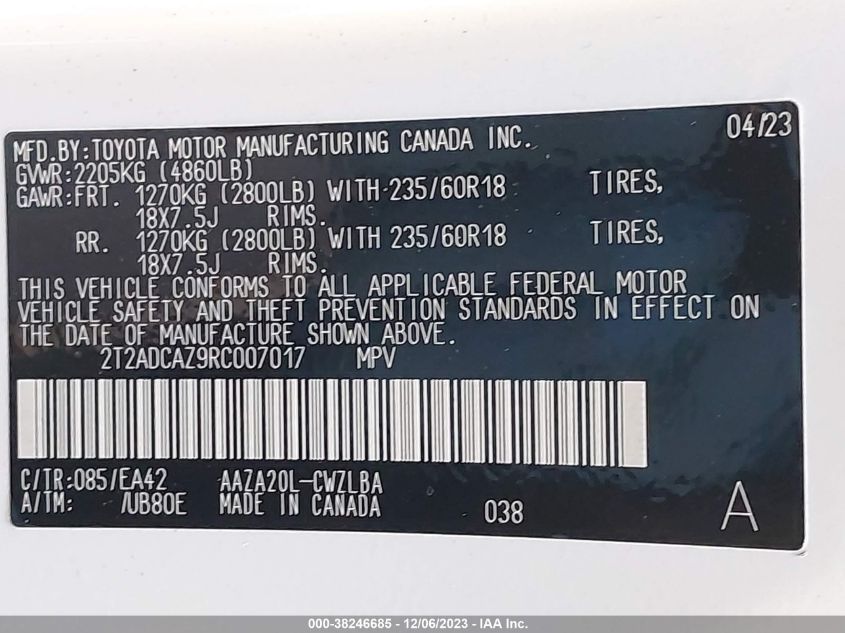 04/23
MFD.BY:TOYOTA MOTOR MANUFACTURING CANADA INC.
GVWR:2205KG (4860LB)
GAWR:FRT. 1270KG (2800LB) WITH 235/60R18 TIRES,
18X7.5J RIMS.
RR. 1270KG (2800LB) WITH 235/60R18 TIRES,
18X7.5J RIMS.
THIS VEHICLE CONFORMS TO ALL APPLICABLE FEDERAL MOTOR
VEHICLE SAFETY AND THEFT PREVENTION STANDARDS IN EFFECT ON
THE DATE OF MANUFACTURE SHOWN ABOVE.
2T2ADCAZ9RC007017 MPV
C/TR:085/EA42 AAZA20L-CWZLBA
A/TM: /UB80E MADE IN CANADA 038 A
000-38246685 - 12/06/2023 - IAA Inc.